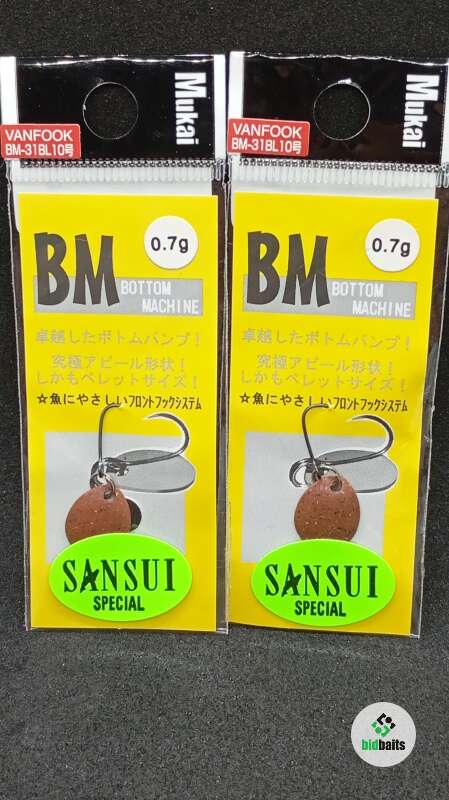 Mukai
VANFOOK
BM-31BL10号
0.7g
BM
BOTTOM
MACHINE
卓越したボトムバンプ！
究極アピール形状！
しかもペレットサイズ！
☆魚にやさしいフロントフックシステム
SANSUI
SPECIAL
Mukai
VANFOOK
BM-31BL10号
0.7g
BM
BOTTOM
MACHINE
卓越したボトムバンプ！
究極アピール形状！
しかもペレットサイズ！
☆魚にやさしいフロントフックシステム
SANSUI
SPECIAL
bidbaits